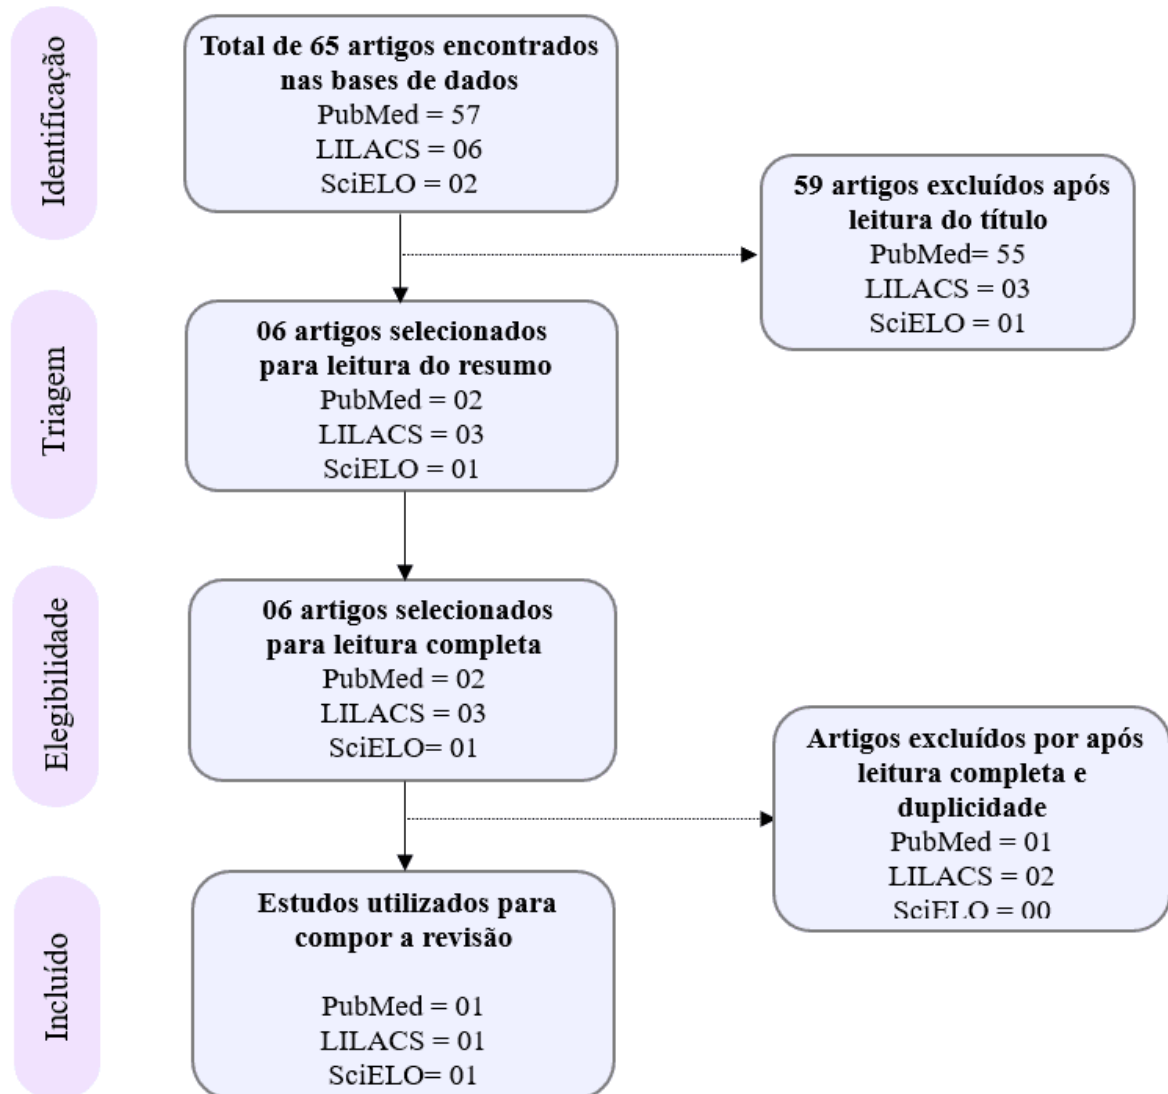 Identificação
Total de 65 artigos encontrados
nas bases de dados
PubMed = 57
LILACS = 06
SciELO = 02
59 artigos excluídos após
leitura do título
PubMed= 55
LILACS = 03
SciELO = 01
Triagem
06 artigos selecionados
para leitura do resumo
PubMed = 02
LILACS = 03
SciELO = 01
Elegibilidade
06 artigos selecionados
para leitura completa
PubMed = 02
LILACS = 03
SciELO= 01
Artigos excluídos por após
leitura completa e
duplicidade
PubMed = 01
LILACS = 02
SciELO = 00
Incluído
Estudos utilizados para
compor a revisão
PubMed = 01
LILACS = 01
SciELO= 01